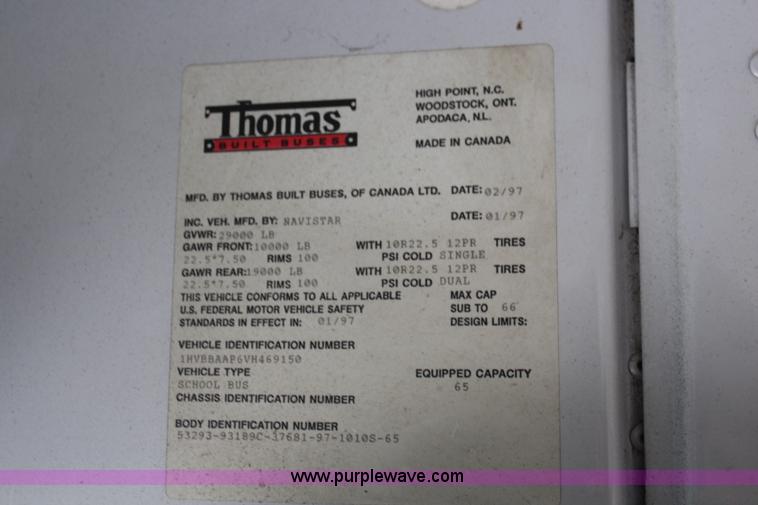 Thomas
BUILT BUSES
HIGH POINT, N.C.
WOODSTOCK, ONT.
APODACA, N.L.
MADE IN CANADA
MFD. BY THOMAS BUILT BUSES, OF CANADA LTD. DATE: 02/97
INC. VEH. MFD. BY: NAVISTAR DATE: 01/97
GVWR: 29000 LB
GAWR FRONT: 10000 LB WITH 10R22.5 12PR TIRES
22.5*7.50 RIMS 100 PSI COLD SINGLE
GAWR REAR: 19000 LB WITH 10R22.5 12PR TIRES
22.5*7.50 RIMS 100 PSI COLD DUAL
THIS VEHICLE CONFORMS TO ALL APPLICABLE MAX CAP
U.S. FEDERAL MOTOR VEHICLE SAFETY SUB TO 66
STANDARDS IN EFFECT IN: 01/97 DESIGN LIMITS:
VEHICLE IDENTIFICATION NUMBER
1HVBBAAP6VH469150
VEHICLE TYPE EQUIPPED CAPACITY
SCHOOL BUS 65
CHASSIS IDENTIFICATION NUMBER
BODY IDENTIFICATION NUMBER
53293-93189C-37681-97-1010S-65
www.purplewave.com